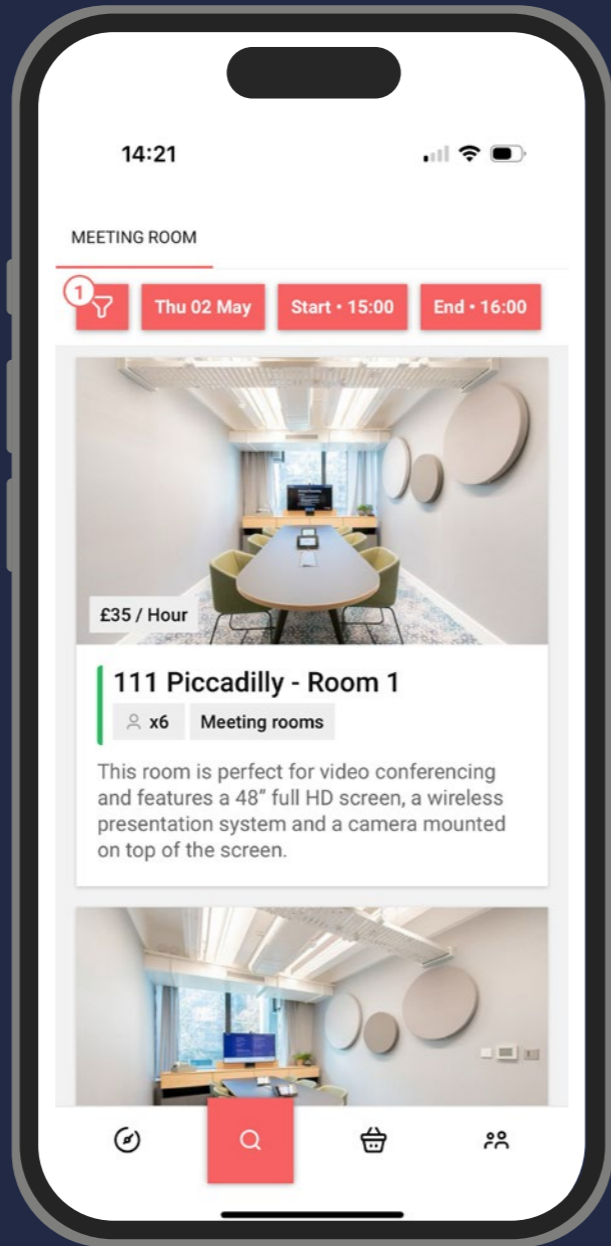 14:21
MEETING ROOM
1
Thu 02 May
Start • 15:00
End • 16:00
£35 / Hour
111 Piccadilly - Room 1
x6
Meeting rooms
This room is perfect for video conferencing
and features a 48” full HD screen, a wireless
presentation system and a camera mounted
on top of the screen.